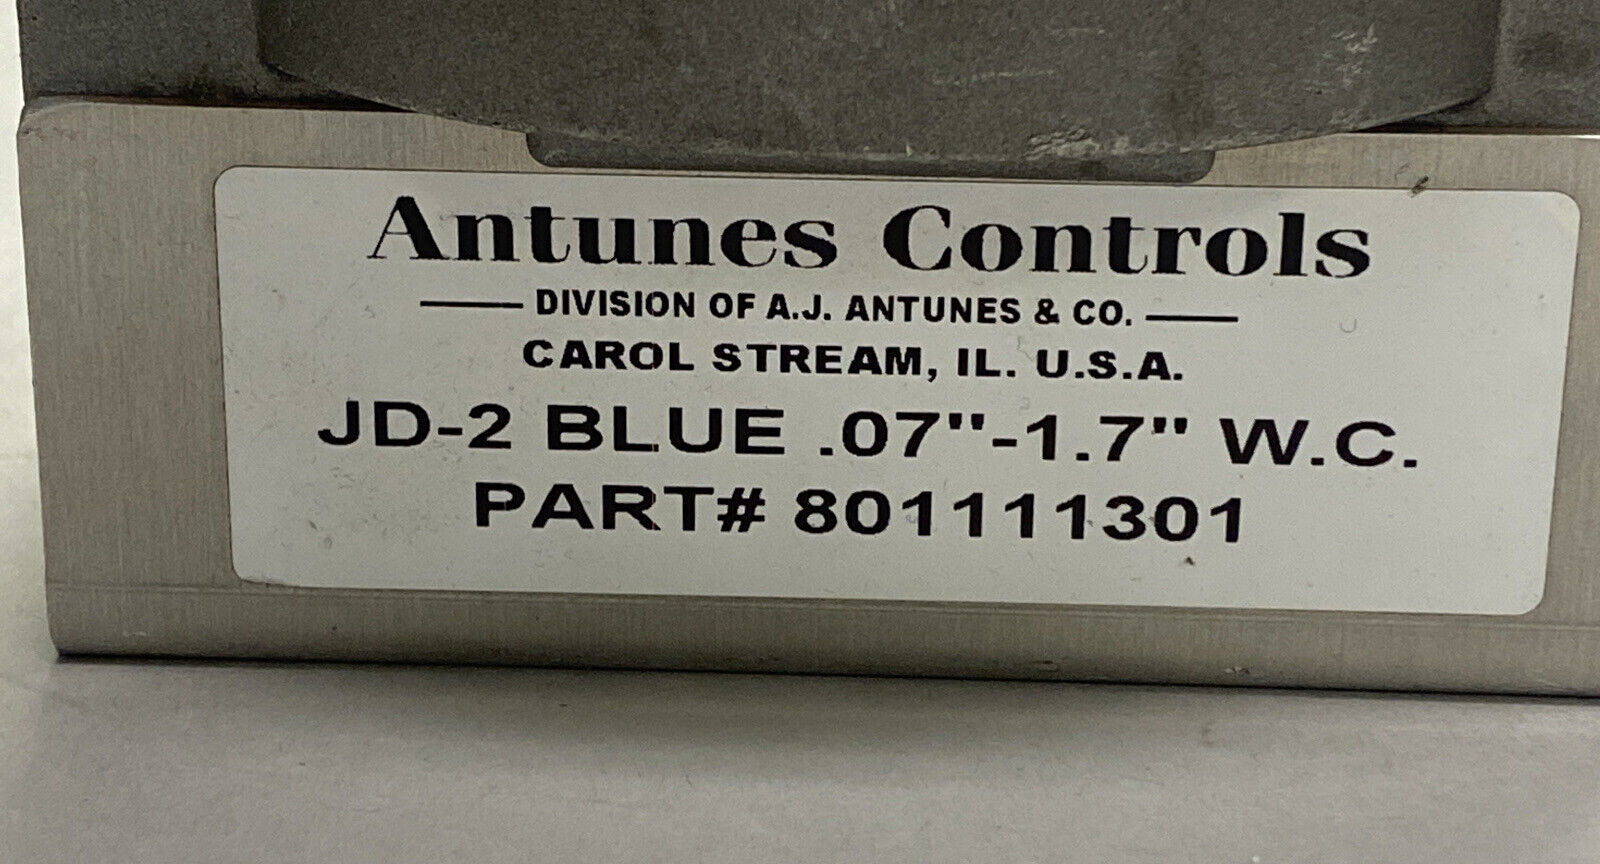 Antunes Controls
DIVISION OF A.J. ANTUNES & CO.
CAROL STREAM, IL. U.S.A.
JD-2 BLUE .07"-1.7" W.C.
PART# 801111301